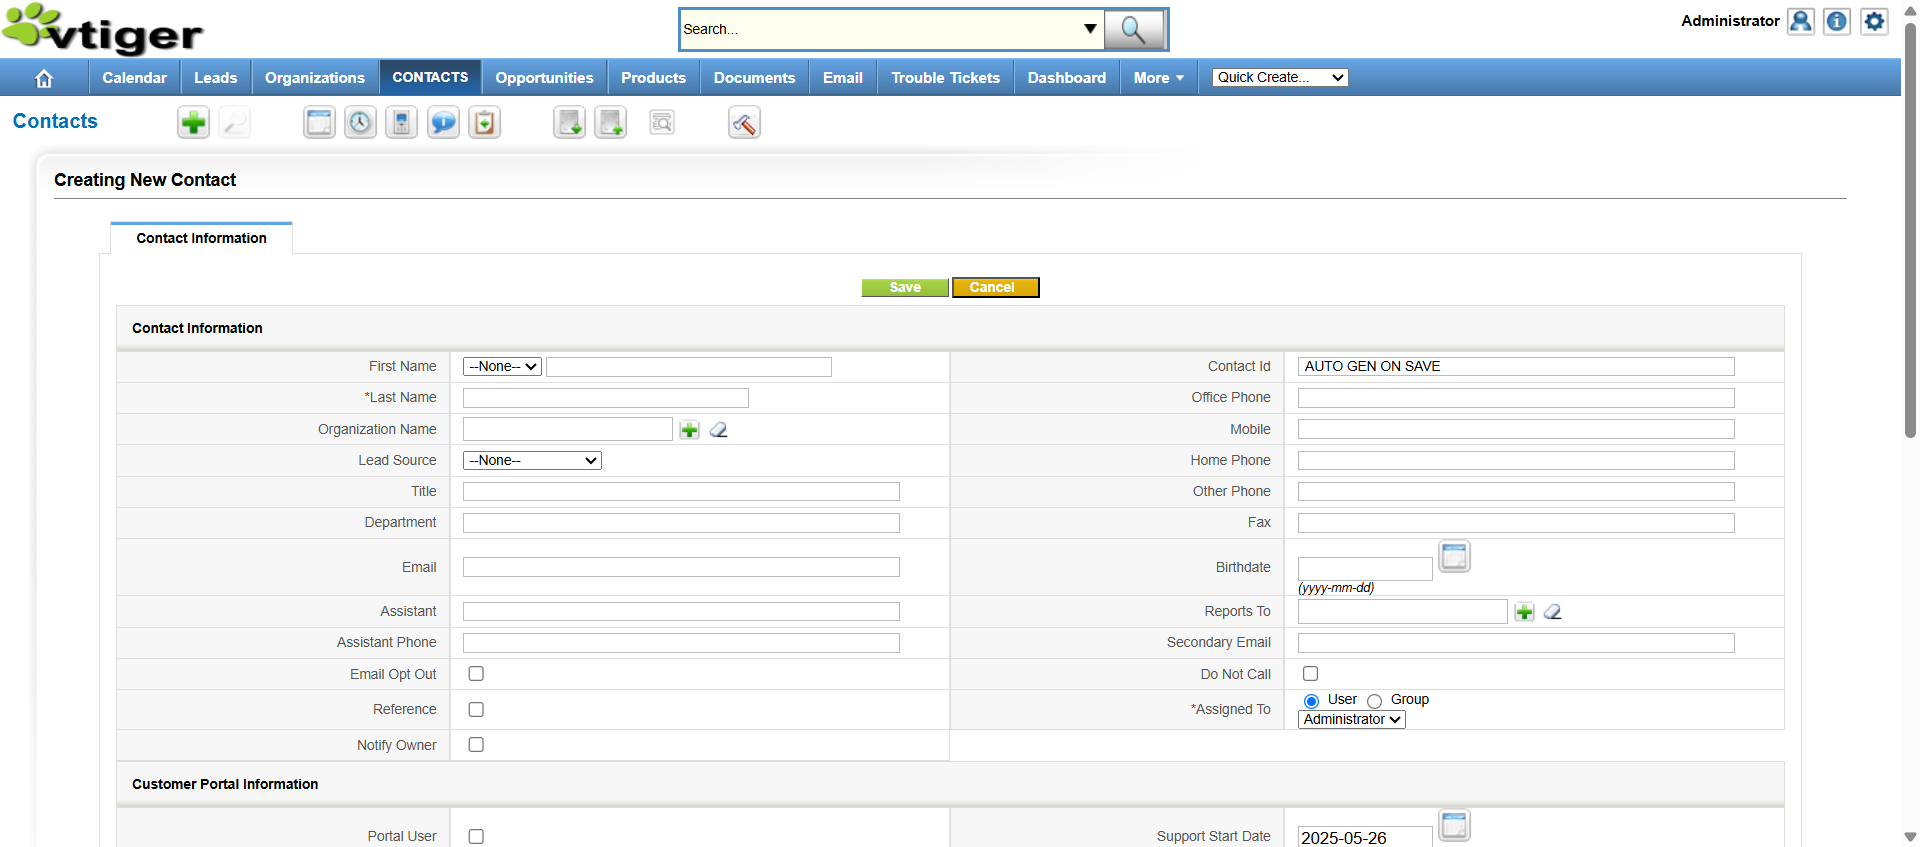 vtiger
Search...
Administrator
Calendar Leads Organizations CONTACTS Opportunities Products Documents Email Trouble Tickets Dashboard More Quick Create...
Contacts
Creating New Contact
Contact Information
Save Cancel
Contact Information
First Name --None-- Contact Id AUTO GEN ON SAVE
*Last Name Office Phone
Organization Name Mobile
Lead Source --None-- Home Phone
Title Other Phone
Department Fax
Email Birthdate
(yyyy-mm-dd)
Assistant Reports To
Assistant Phone Secondary Email
Email Opt Out Do Not Call
Reference *Assigned To User Group
Administrator
Notify Owner
Customer Portal Information
Portal User Support Start Date 2025-05-26